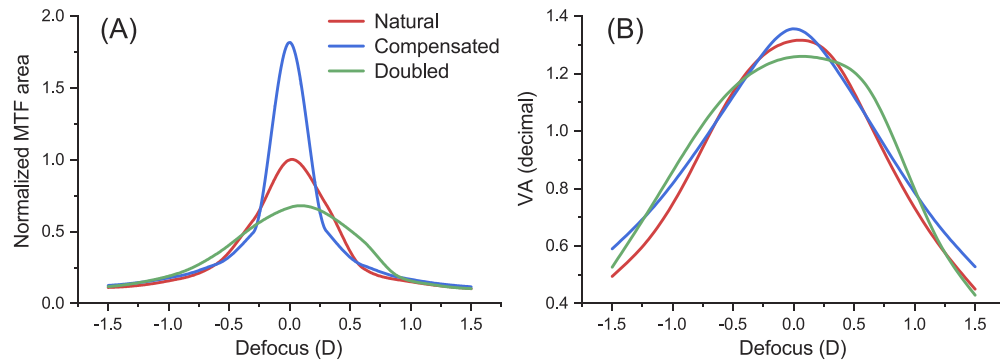 (A)
Natural
Compensated
Doubled
Normalized MTF area
2.0
1.5
1.0
0.5
0.0
-1.5 -1.0 -0.5 0.0 0.5 1.0 1.5
Defocus (D)
(B)
VA (decimal)
1.4
1.2
1.0
0.8
0.6
0.4
-1.5 -1.0 -0.5 0.0 0.5 1.0 1.5
Defocus (D)